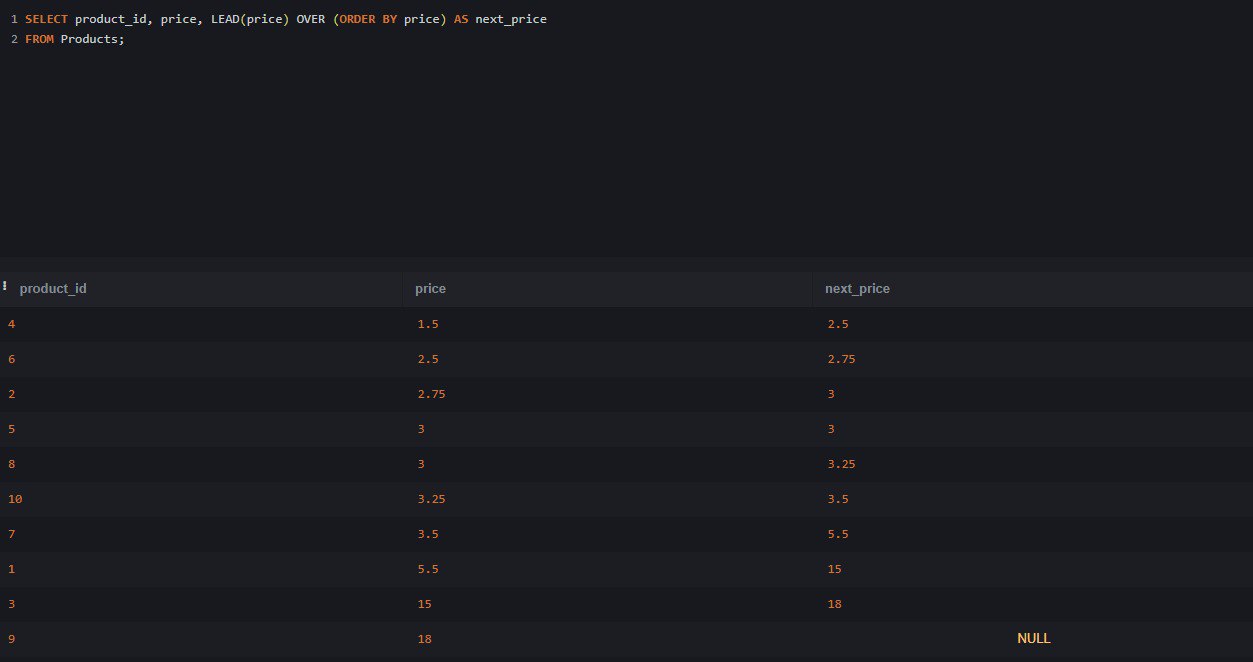 1 SELECT product_id, price, LEAD(price) OVER (ORDER BY price) AS next_price
2 FROM Products;
product_id price next_price
4 1.5 2.5
6 2.5 2.75
2 2.75 3
5 3 3
8 3 3.25
10 3.25 3.5
7 3.5 5.5
1 5.5 15
3 15 18
9 18 NULL